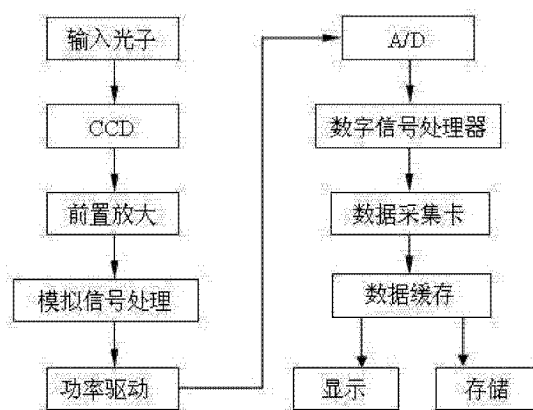 输入光子
CCD
前置放大
模拟信号处理
功率驱动
A/D
数字信号处理器
数据采集卡
数据缓存
显示
存储